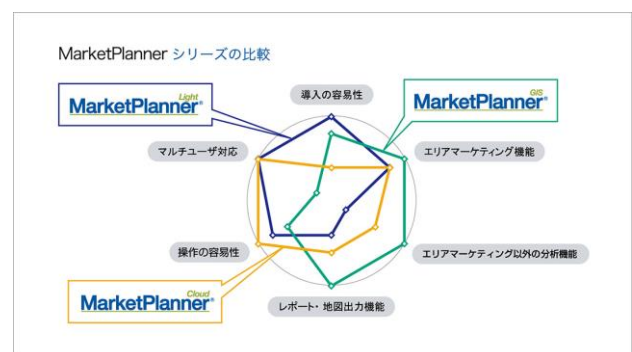 MarketPlanner シリーズの比較
Light
MarketPlanner®
導入の容易性
GIS
MarketPlanner®
マルチユーザ対応
エリアマーケティング機能
操作の容易性
エリアマーケティング以外の分析機能
Cloud
MarketPlanner®
レポート・地図出力機能